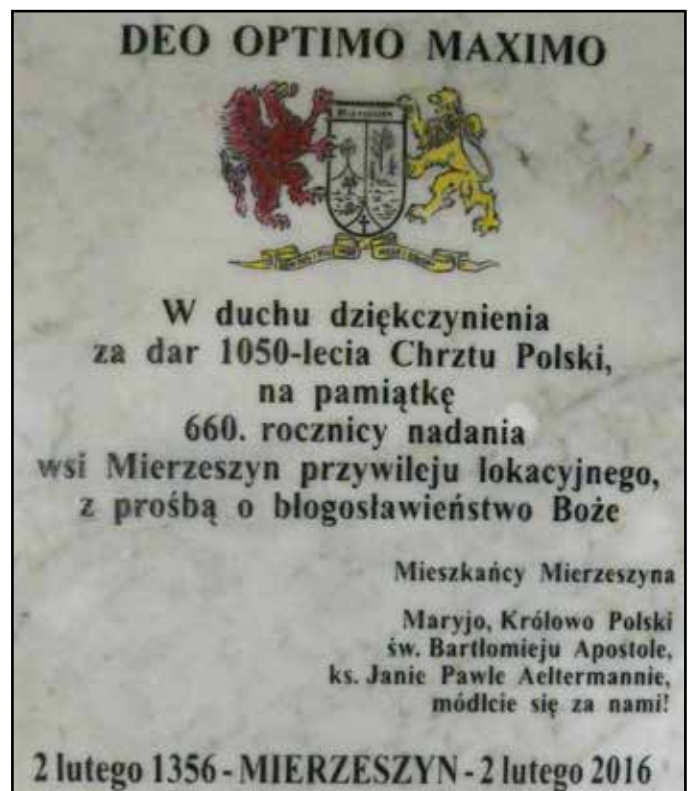 DEO OPTIMO MAXIMO
W duchu dziękczynienia
za dar 1050-lecia Chrztu Polski,
na pamiątkę
660. rocznicy nadania
wsi Mierzeszyn przywileju lokacyjnego,
z prośbą o błogosławieństwo Boże
Mieszkańcy Mierzeszyna
Maryjo, Królowo Polski
św. Bartłomieju Apostole,
ks. Janie Pawle Aeltermannie,
módlcie się za nami!
2 lutego 1356 - MIERZESZYN - 2 lutego 2016